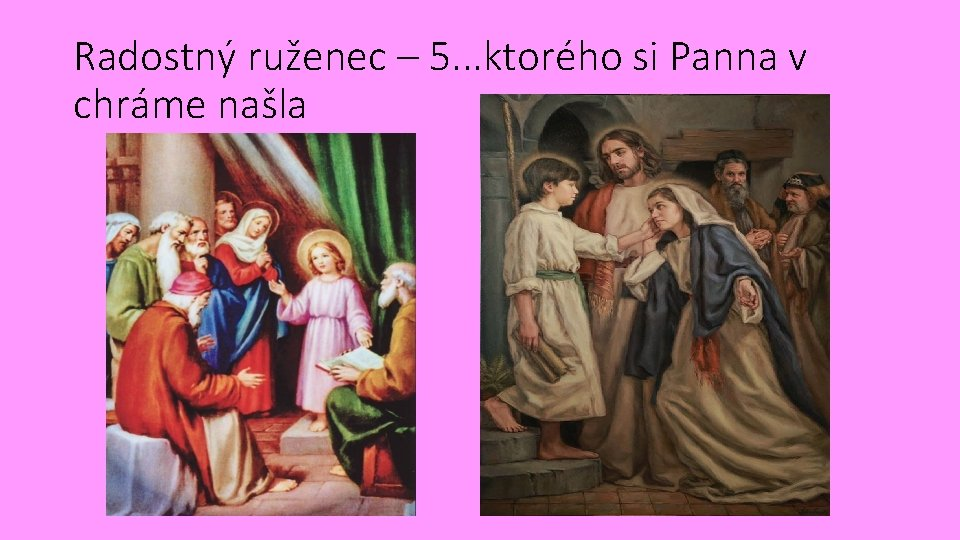 Radostný ruženec – 5...ktorého si Panna v
chráme našla